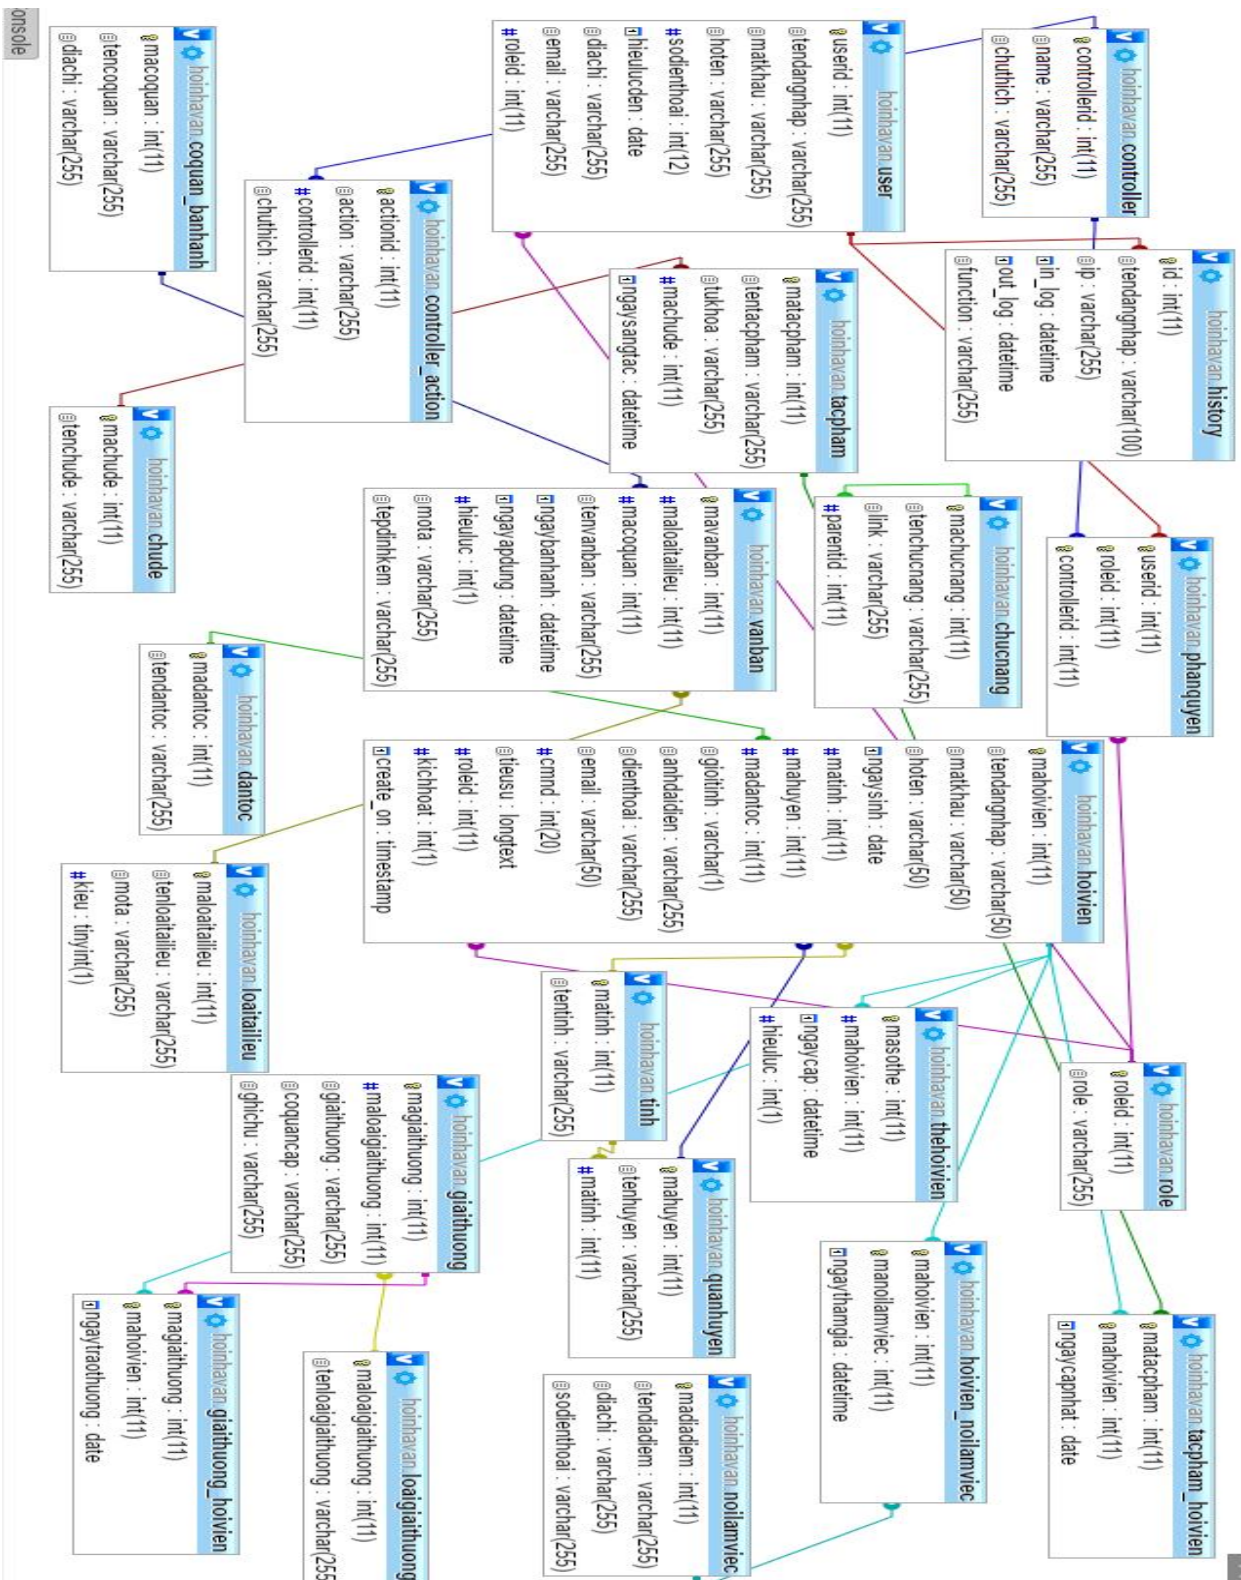 onsole
hoinhavan.coquan_banhanh
macoquan : int(11)
tencoquan : varchar(255)
diachi : varchar(255)
hoinhavan.controller_action
actionid : int(11)
action : varchar(255)
#controllerid : int(11)
chuthich : varchar(255)
hoinhavan.chude
machude : int(11)
tenchude : varchar(255)
hoinhavan.user
userid : int(11)
tendangnhap : varchar(255)
matkhau : varchar(255)
hoten : varchar(255)
#sodienthoai : int(12)
hieulucden : date
diachi : varchar(255)
email : varchar(255)
#roleid : int(11)
hoinhavan.controller
controllerid : int(11)
name : varchar(255)
chuthich : varchar(255)
hoinhavan.history
id : int(11)
tendangnhap : varchar(100)
ip : varchar(255)
in_log : datetime
out_log : datetime
function : varchar(255)
hoinhavan.tacpham
matacpham : int(11)
tentacpham : varchar(255)
tukhoa : varchar(255)
#machude : int(11)
ngaysangtac : datetime
hoinhavan.vanban
mavanban : int(11)
#maloaitailieu : int(11)
#macoquan : int(11)
tenvanban : varchar(255)
ngaybanhanh : datetime
ngayapdung : datetime
#hieuluc : int(1)
mota : varchar(255)
tepdinhkem : varchar(255)
hoinhavan.chucnang
machucnang : int(11)
tenchucnang : varchar(255)
link : varchar(255)
#parentid : int(11)
hoinhavan.phanquyen
userid : int(11)
roleid : int(11)
controllerid : int(11)
hoinhavan.dantoc
madantoc : int(11)
tendantoc : varchar(255)
hoinhavan.loaitailieu
maloaitailieu : int(11)
tenloaitailieu : varchar(255)
mota : varchar(255)
#kieu : tinyint(1)
hoinhavan.hoivien
mahoivien : int(11)
tendangnhap : varchar(50)
matkhau : varchar(50)
hoten : varchar(50)
ngaysinh : date
#matinh : int(11)
#mahuyen : int(11)
#madantoc : int(11)
gioitinh : varchar(1)
anhdaidien : varchar(255)
dienthoai : varchar(255)
email : varchar(50)
#cmnd : int(20)
tieusu : longtext
#roleid : int(11)
#kichhoat : int(1)
create_on : timestamp
hoinhavan.tinh
matinh : int(11)
tentinh : varchar(255)
hoinhavan.thehoivien
masothe : int(11)
#mahoivien : int(11)
ngaycap : datetime
#hieuluc : int(1)
hoinhavan.role
roleid : int(11)
role : varchar(255)
hoinhavan.giaithuong
magiaithuong : int(11)
#maloaigiaithuong : int(11)
giaithuong : varchar(255)
coquancap : varchar(255)
ghichu : varchar(255)
hoinhavan.quanhuyen
mahuyen : int(11)
tenhuyen : varchar(255)
#matinh : int(11)
hoinhavan.hoivien_noilamviec
mahoivien : int(11)
manoilamviec : int(11)
ngaythamgia : datetime
hoinhavan.tacpham_hoivien
matacpham : int(11)
mahoivien : int(11)
ngaycapnhat : date
hoinhavan.giaithuong_hoivien
magiaithuong : int(11)
mahoivien : int(11)
ngaytraothuong : date
hoinhavan.loaigiaithuong
maloaigiaithuong : int(11)
tenloaigiaithuong : varchar(255
hoinhavan.noilamviec
madiadiem : int(11)
tendiadiem : varchar(255)
diachi : varchar(255)
sodienthoai : varchar(255)